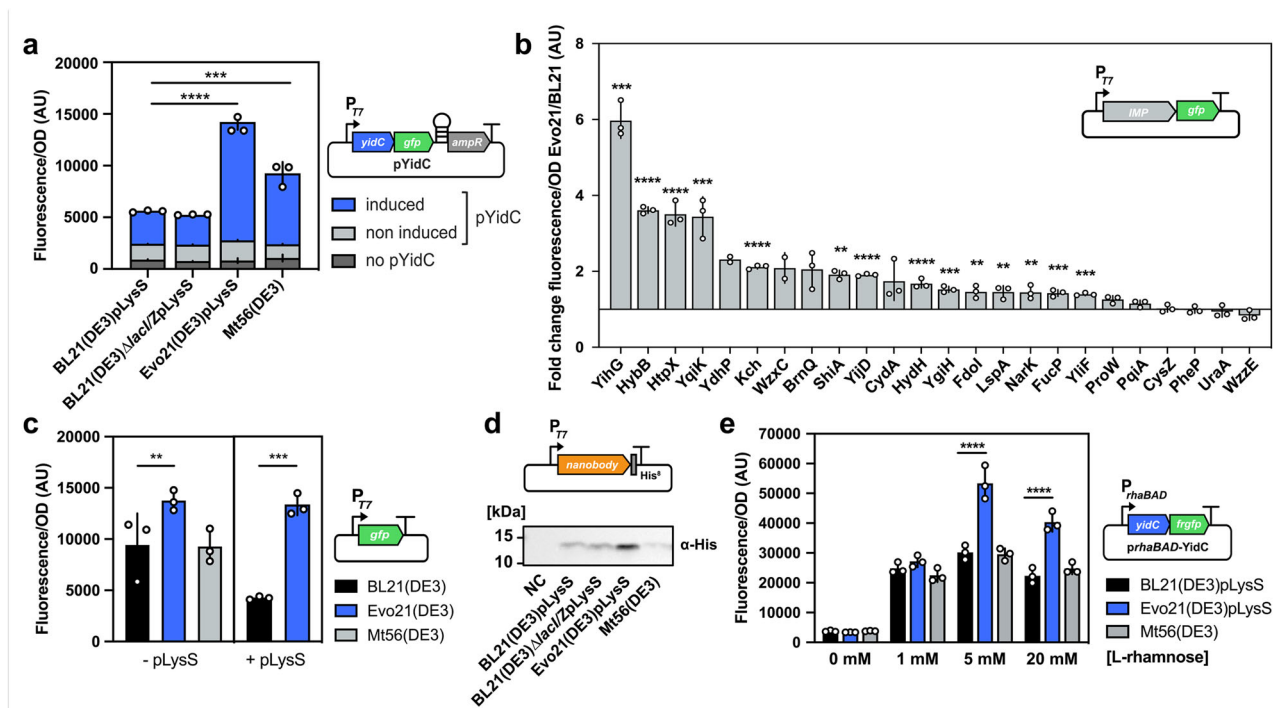 a
Fluorescence/OD (AU)
20000
15000
10000
5000
0
***
****
BL21(DE3)pLysS
BL21(DE3)ΔlacI/ZpLysS
Evo21(DE3)pLysS
Mt56(DE3)
P T7
yidC gfp ampR
pYidC
induced
non induced
pYidC
no pYidC
b
Fold change fluorescence/OD Evo21/BL21 (AU)
8
6
4
2
0
***
****
****
***
****
**
****
****
***
**
**
**
***
***
P T7
IMP gfp
YihG
HybB
HtpX
YqiK
YdhP
Kch
WzxC
BrnQ
ShiA
YijD
CydA
HydH
YgiH
FdoI
LspA
NarK
FucP
YliF
ProW
PqiA
CysZ
PheP
UraA
WzzE
c
Fluorescence/OD (AU)
20000
15000
10000
5000
0
**
***
- pLysS
+ pLysS
P T7
gfp
BL21(DE3)
Evo21(DE3)
Mt56(DE3)
d
P T7
nanobody
His⁸
[kDa]
15
10
α-His
NC
BL21(DE3)pLysS
BL21(DE3)ΔlacI/ZpLysS
Evo21(DE3)pLysS
Mt56(DE3)
e
Fluorescence/OD (AU)
70000
60000
50000
40000
30000
20000
10000
0
****
****
0 mM 1 mM 5 mM 20 mM
[L-rhamnose]
P rhaBAD
yidC frgfp
prhaBAD-YidC
BL21(DE3)pLysS
Evo21(DE3)pLysS
Mt56(DE3)